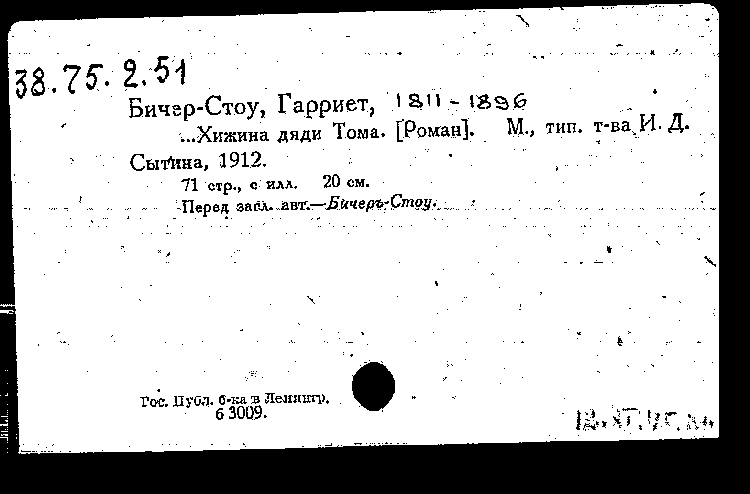 38.75.2.51
Бичер-Стоу, Гарриет, 1811-1896
...Хижина дяди Тома. [Роман]. М., тип. т-ва И. Д.
Сытина, 1912.
71 стр., с илл. 20 см.
Перед загл. авт.—Бичеръ-Стоу.
Гос. Публ. б-ка в Ленингр.
б 3009.